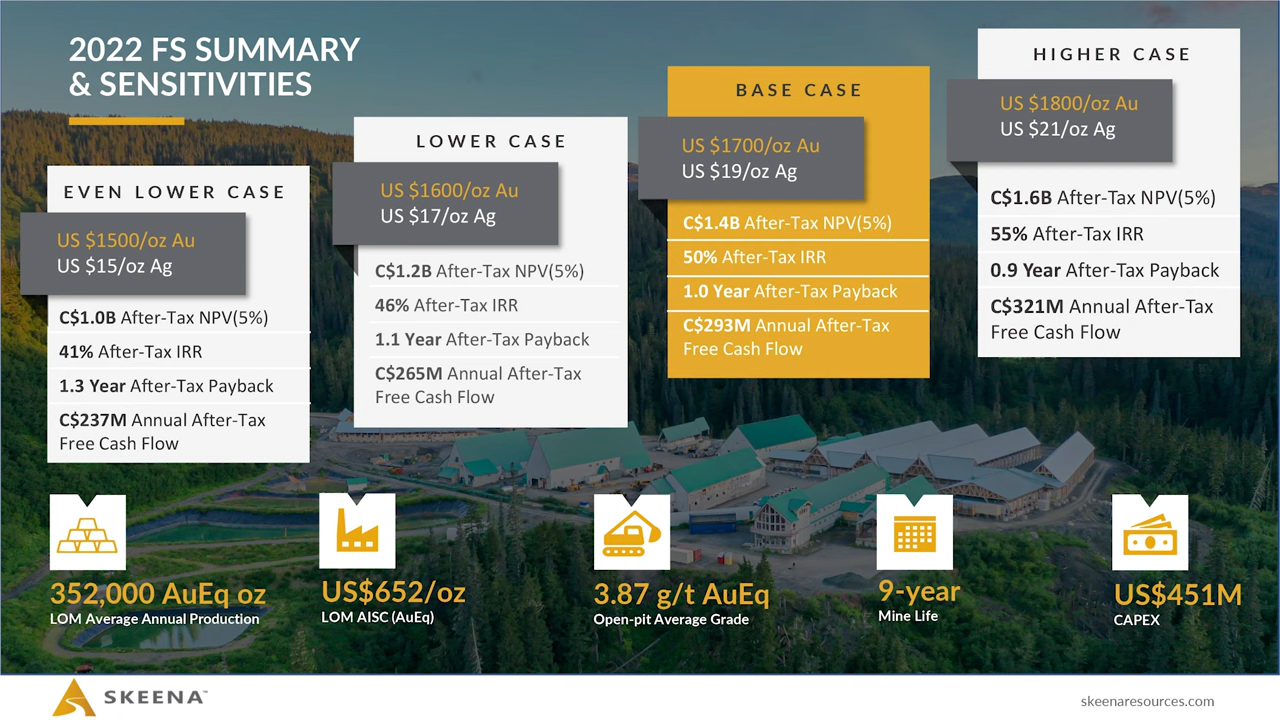 2022 FS SUMMARY
& SENSITIVITIES
EVEN LOWER CASE
US $1500/oz Au
US $15/oz Ag
C$1.0B After-Tax NPV(5%)
41% After-Tax IRR
1.3 Year After-Tax Payback
C$237M Annual After-Tax
Free Cash Flow
LOWER CASE
US $1600/oz Au
US $17/oz Ag
C$1.2B After-Tax NPV(5%)
46% After-Tax IRR
1.1 Year After-Tax Payback
C$265M Annual After-Tax
Free Cash Flow
BASE CASE
US $1700/oz Au
US $19/oz Ag
C$1.4B After-Tax NPV(5%)
50% After-Tax IRR
1.0 Year After-Tax Payback
C$293M Annual After-Tax
Free Cash Flow
HIGHER CASE
US $1800/oz Au
US $21/oz Ag
C$1.6B After-Tax NPV(5%)
55% After-Tax IRR
0.9 Year After-Tax Payback
C$321M Annual After-Tax
Free Cash Flow
352,000 AuEq oz
LOM Average Annual Production
US$652/oz
LOM AISC (AuEq)
3.87 g/t AuEq
Open-pit Average Grade
9-year
Mine Life
US$451M
CAPEX
SKEENA™
skeenaresources.com